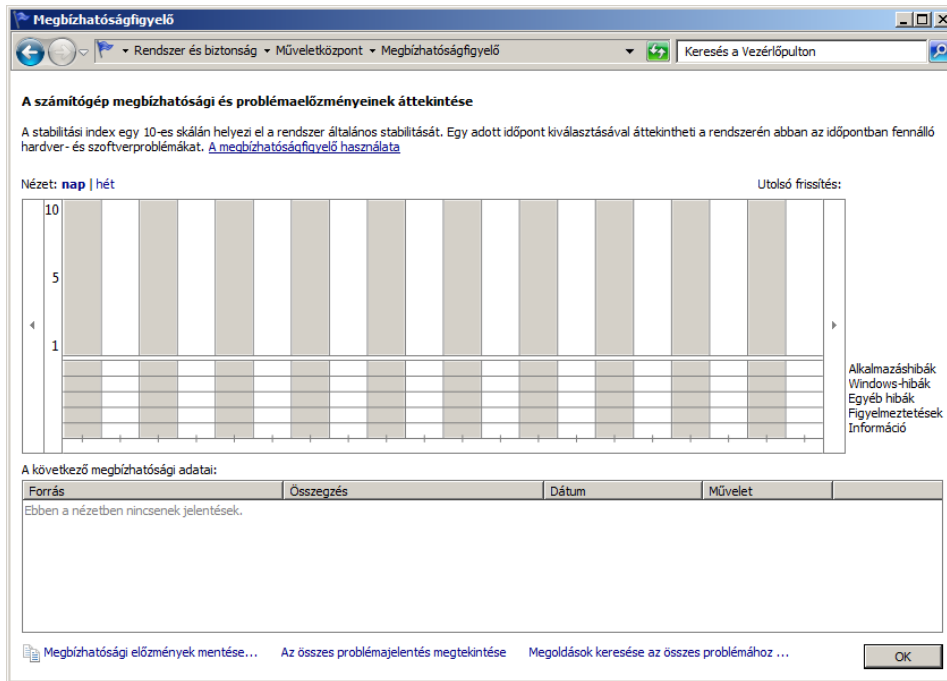 Megbízhatóságfigyelő
Rendszer és biztonság Műveletközpont Megbízhatóságfigyelő Keresés a Vezérlőpulton
A számítógép megbízhatósági és problémaelőzményeinek áttekintése
A stabilitási index egy 10-es skálán helyezi el a rendszer általános stabilitását. Egy adott időpont kiválasztásával áttekintheti a rendszerén abban az időpontban fennálló
hardver- és szoftverproblémákat. A megbízhatóságfigyelő használata
Nézet: nap | hét Utolsó frissítés:
10
5
1
Alkalmazáshibák
Windows-hibák
Egyéb hibák
Figyelmeztetések
Információ
A következő megbízhatósági adatai:
Forrás Összegzés Dátum Művelet
Ebben a nézetben nincsenek jelentések.
Megbízhatósági előzmények mentése... Az összes problémajelentés megtekintése Megoldások keresése az összes problémához ... OK